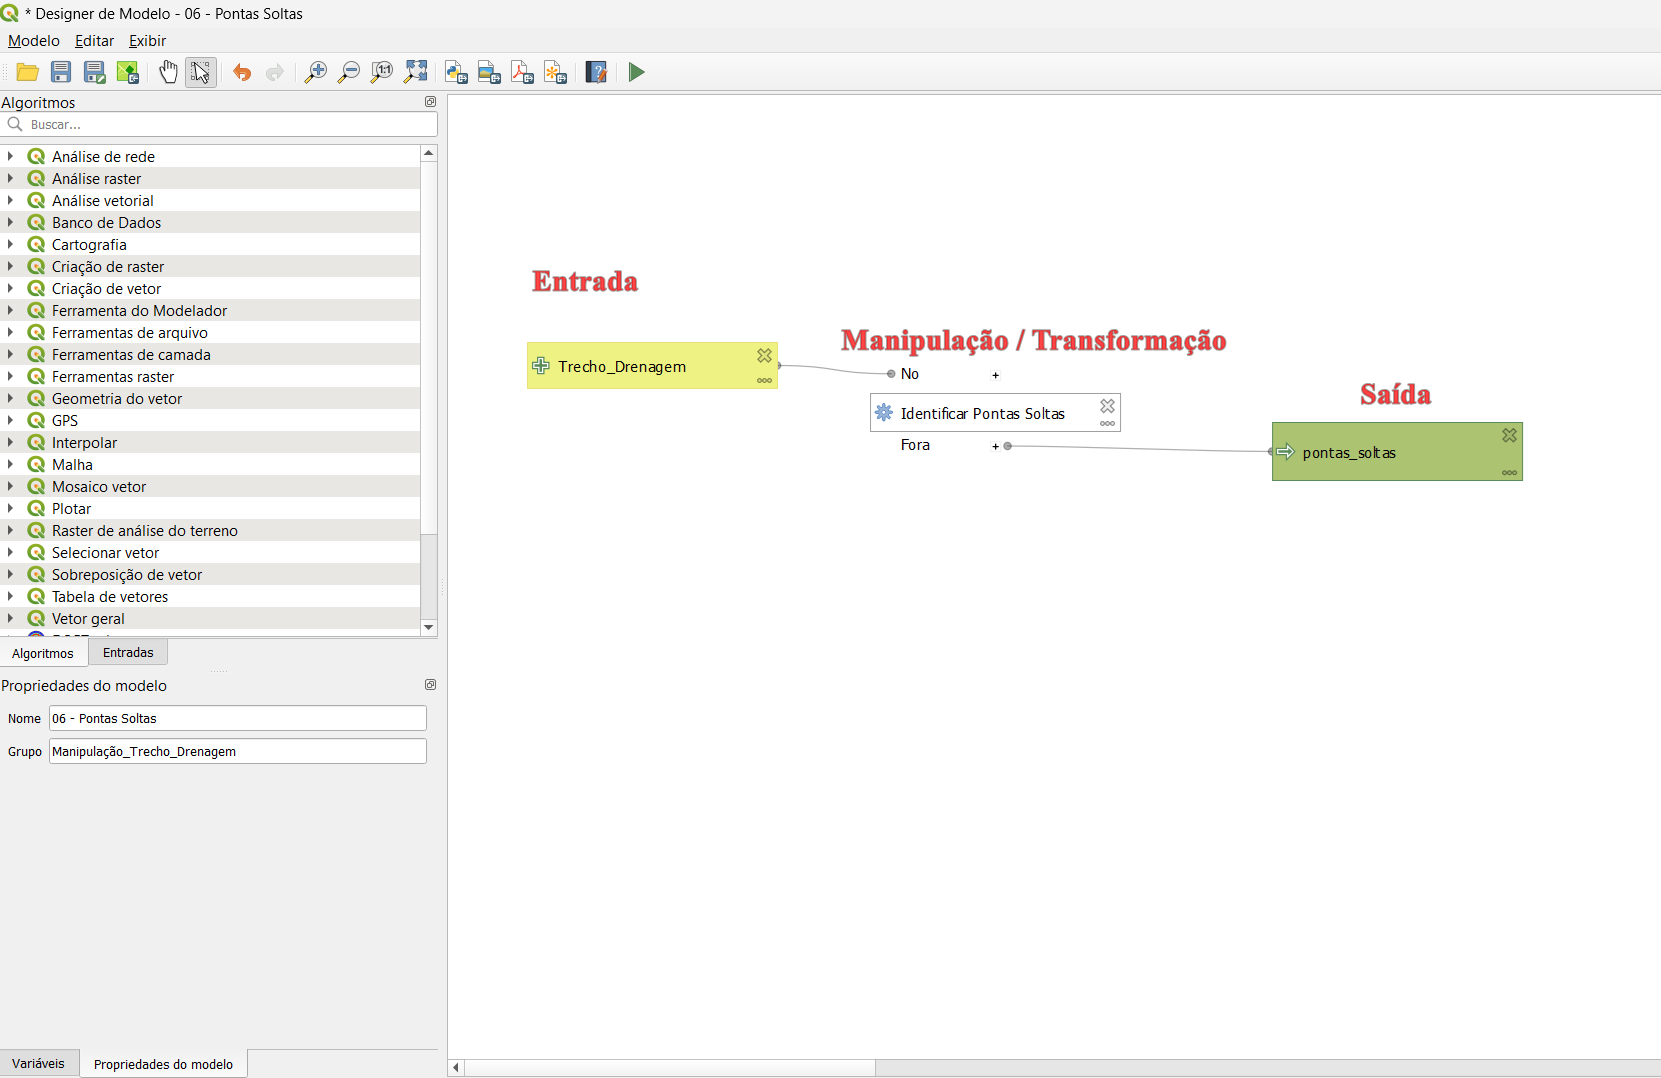 * Designer de Modelo - 06 - Pontas Soltas
Modelo Editar Exibir
1:1
Algoritmos
Buscar...
Análise de rede
Análise raster
Análise vetorial
Banco de Dados
Cartografia
Criação de raster
Criação de vetor
Ferramenta do Modelador
Ferramentas de arquivo
Ferramentas de camada
Ferramentas raster
Geometria do vetor
GPS
Interpolar
Malha
Mosaico vetor
Plotar
Raster de análise do terreno
Selecionar vetor
Sobreposição de vetor
Tabela de vetores
Vetor geral
Algoritmos Entradas
Propriedades do modelo
Nome 06 - Pontas Soltas
Grupo Manipulação_Trecho_Drenagem
Variáveis Propriedades do modelo
Entrada
Trecho_Drenagem
Manipulação / Transformação
No +
Identificar Pontas Soltas
Fora +
Saída
pontas_soltas